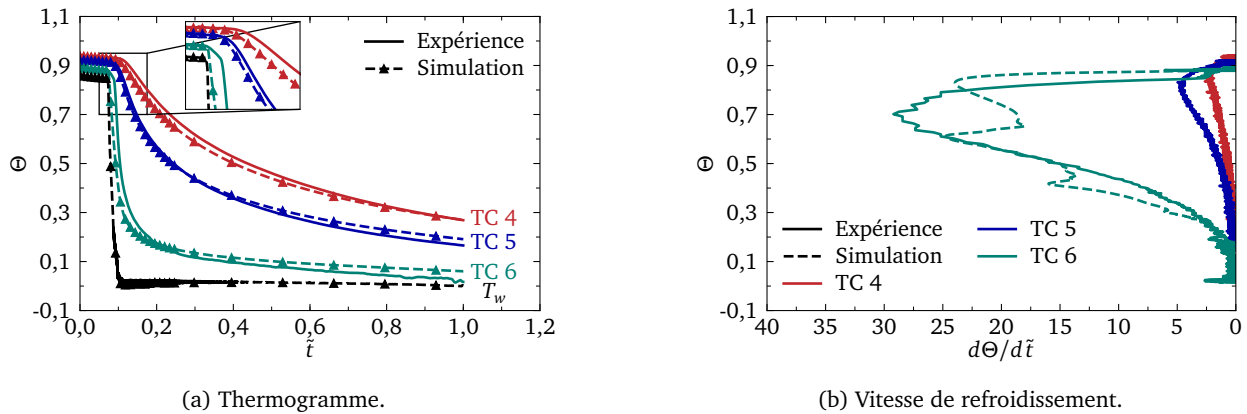 1,1
0,9
0,7
0,5
0,3
0,1
-0,1
Θ
0,0 0,2 0,4 0,6 0,8 1,0 1,2
t̃
Expérience
Simulation
TC 4
TC 5
TC 6
T_w
(a) Thermogramme.
1,1
0,9
0,7
0,5
0,3
0,1
-0,1
Θ
40 35 30 25 20 15 10 5 0
dΘ/dt̃
Expérience
Simulation
TC 4
TC 5
TC 6
(b) Vitesse de refroidissement.